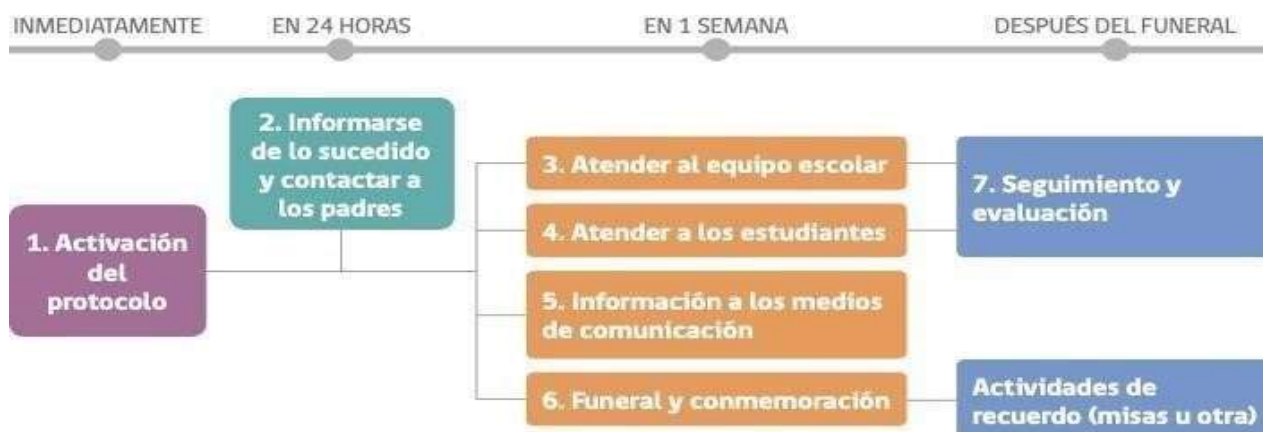 INMEDIATAMENTE
EN 24 HORAS
EN 1 SEMANA
DESPUÉS DEL FUNERAL
1. Activación
del
protocolo
2. Informarse
de lo sucedido
y contactar a
los padres
3. Atender al equipo escolar
4. Atender a los estudiantes
5. Información a los medios
de comunicación
6. Funeral y conmemoración
7. Seguimiento y
evaluación
Actividades de
recuerdo (misas u otra)